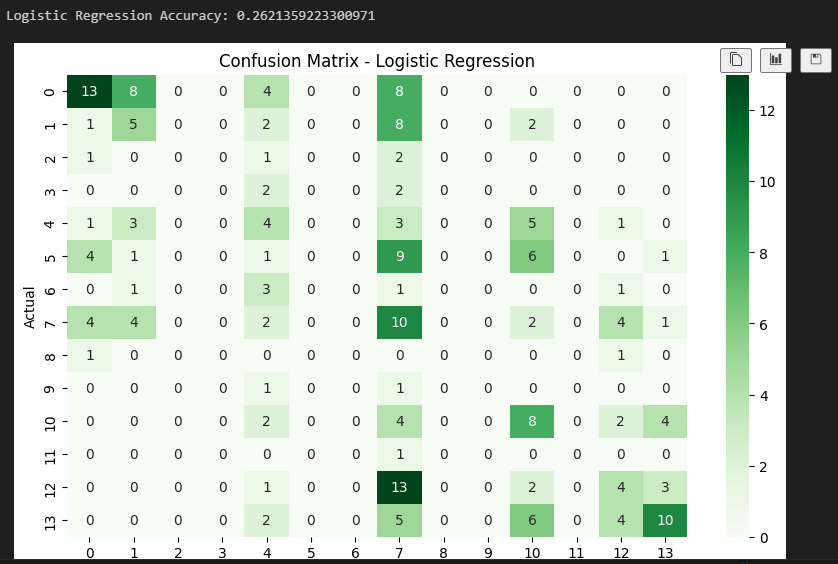 Logistic Regression Accuracy: 0.2621359223300971
Confusion Matrix - Logistic Regression
0 13 8 0 0 4 0 0 8 0 0 0 0 0 0
1 1 5 0 0 2 0 0 8 0 0 2 0 0 0
2 1 0 0 0 1 0 0 2 0 0 0 0 0 0
3 0 0 0 0 2 0 0 2 0 0 0 0 0 0
4 1 3 0 0 4 0 0 3 0 0 5 0 1 0
5 4 1 0 0 1 0 0 9 0 0 6 0 0 1
6 0 1 0 0 3 0 0 1 0 0 0 0 1 0
7 4 4 0 0 2 0 0 10 0 0 2 0 4 1
8 1 0 0 0 0 0 0 0 0 0 0 0 1 0
9 0 0 0 0 1 0 0 1 0 0 0 0 0 0
10 0 0 0 0 2 0 0 4 0 0 8 0 2 4
11 0 0 0 0 0 0 0 1 0 0 0 0 0 0
12 0 0 0 0 1 0 0 13 0 0 2 0 4 3
13 0 0 0 0 2 0 0 5 0 0 6 0 4 10
0 1 2 3 4 5 6 7 8 9 10 11 12 13
Actual
12
10
8
6
4
2
0